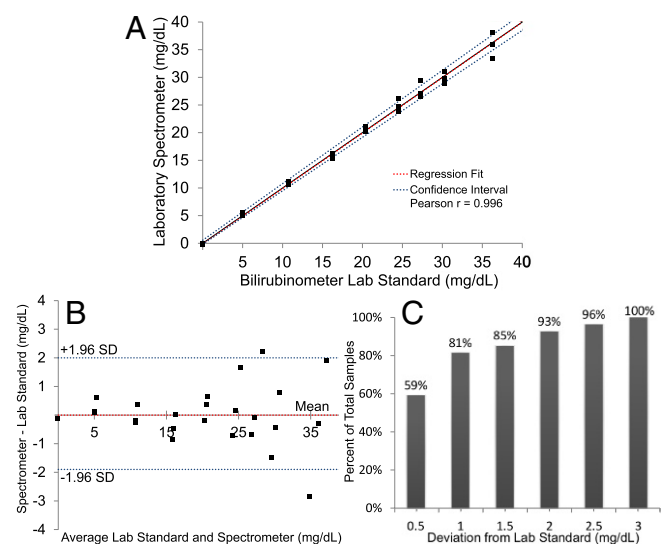 A
Laboratory Spectrometer (mg/dL)
40
35
30
25
20
15
10
5
0
Regression Fit
Confidence Interval
Pearson r = 0.996
5 10 15 20 25 30 35 40
Bilirubinometer Lab Standard (mg/dL)
B
Spectrometer - Lab Standard (mg/dL)
4
3
2
1
0
-1
-2
-3
-4
+1.96 SD
Mean
5 15 25 35
-1.96 SD
Average Lab Standard and Spectrometer (mg/dL)
C
Percent of Total Samples
100%
80%
60%
40%
20%
0%
59% 81% 85% 93% 96% 100%
0.5 1 1.5 2 2.5 3
Deviation from Lab Standard (mg/dL)